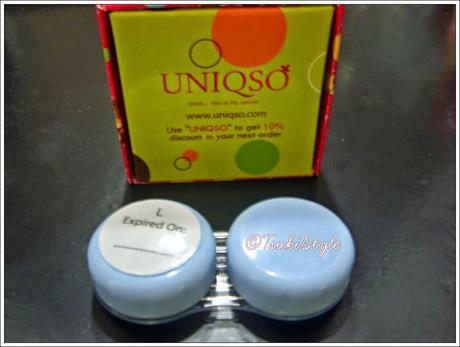 UNIQSO
Shhh... this is my secret
www.uniqso.com
Use "UNIQSO" to get 10%
discount in your next order
L
Expired On:
©TsukiStyle